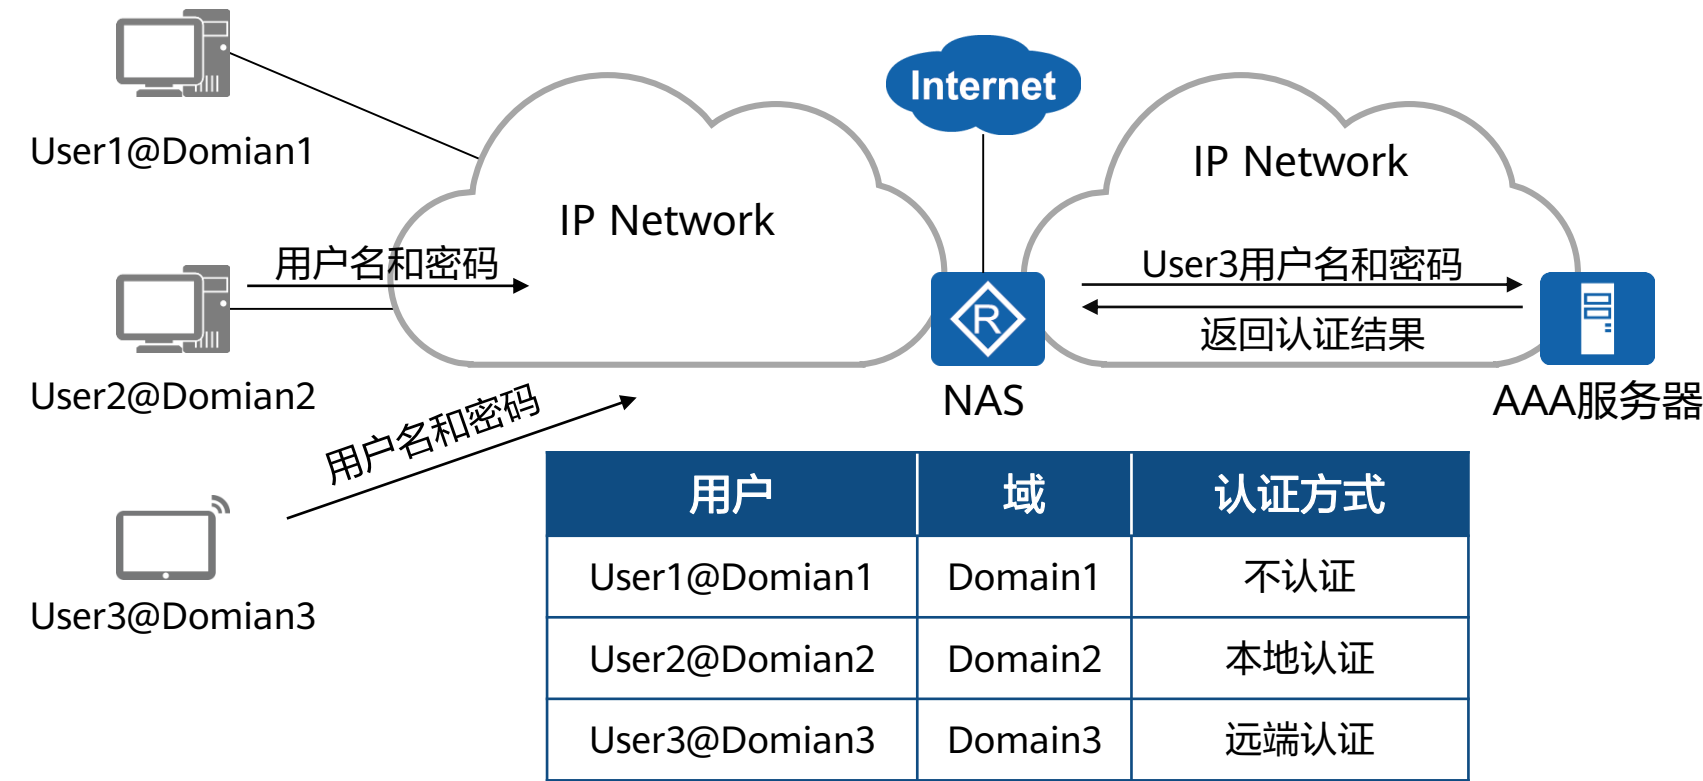 User1@Domian1
Internet
IP Network
IP Network
用户名和密码
User3用户名和密码
返回认证结果
User2@Domian2
NAS
AAA服务器
用户名和密码
User3@Domian3
用户 域 认证方式
User1@Domian1 Domain1 不认证
User2@Domian2 Domain2 本地认证
User3@Domian3 Domain3 远端认证
R